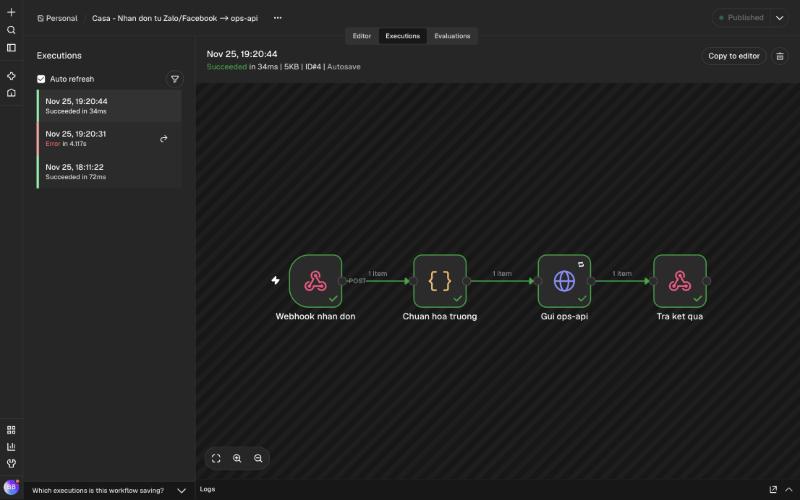 Personal / Casa - Nhan don tu Zalo/Facebook -> ops-api ...
Published
Editor Executions Evaluations
Executions
Auto refresh
Nov 25, 19:20:44
Succeeded in 34ms
Nov 25, 19:20:31
Error in 4.117s
Nov 25, 18:11:22
Succeeded in 72ms
Nov 25, 19:20:44
Succeeded in 34ms | 5KB | ID#4 | Autosave
Copy to editor
POST 1 item 1 item 1 item
{}
Webhook nhan don Chuan hoa truong Gui ops-api Tra ket qua
BB Which executions is this workflow saving?
Logs